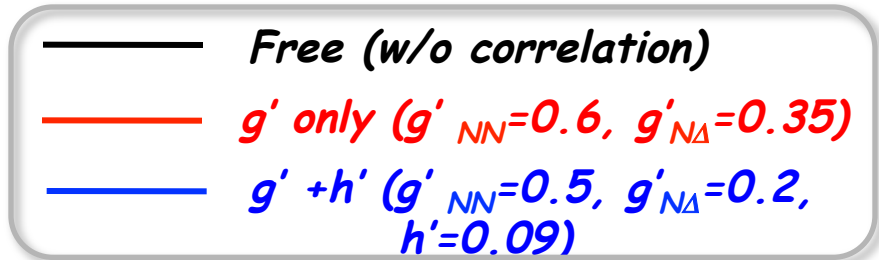 Free (w/o correlation)
g' only (g' NN=0.6, g'NΔ=0.35)
g' +h' (g' NN=0.5, g'NΔ=0.2,
h'=0.09)